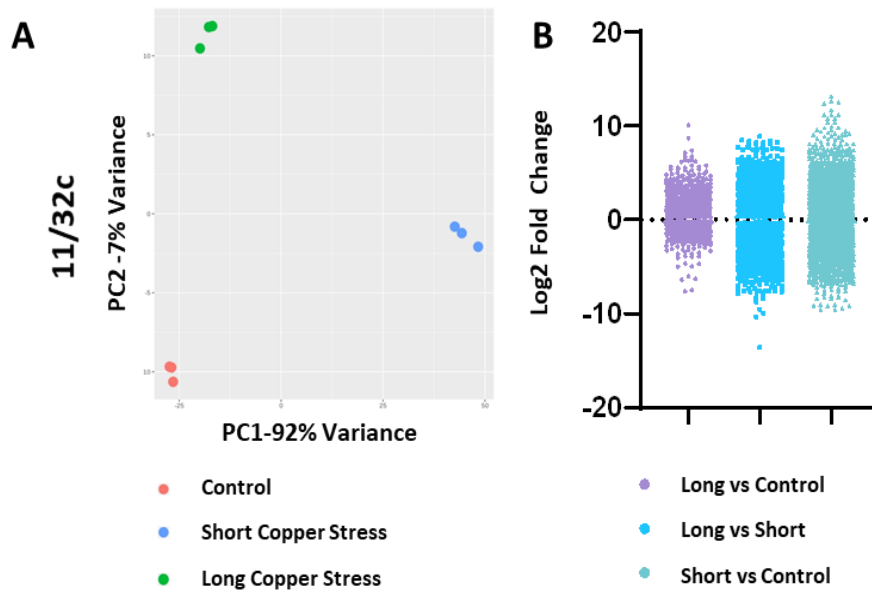 A
11/32c
PC2 -7% Variance
10
5
0
-5
10
-25
0
25
50
PC1-92% Variance
Control
Short Copper Stress
Long Copper Stress
B
Log2 Fold Change
20
10
0
-10
-20
Long vs Control
Long vs Short
Short vs Control